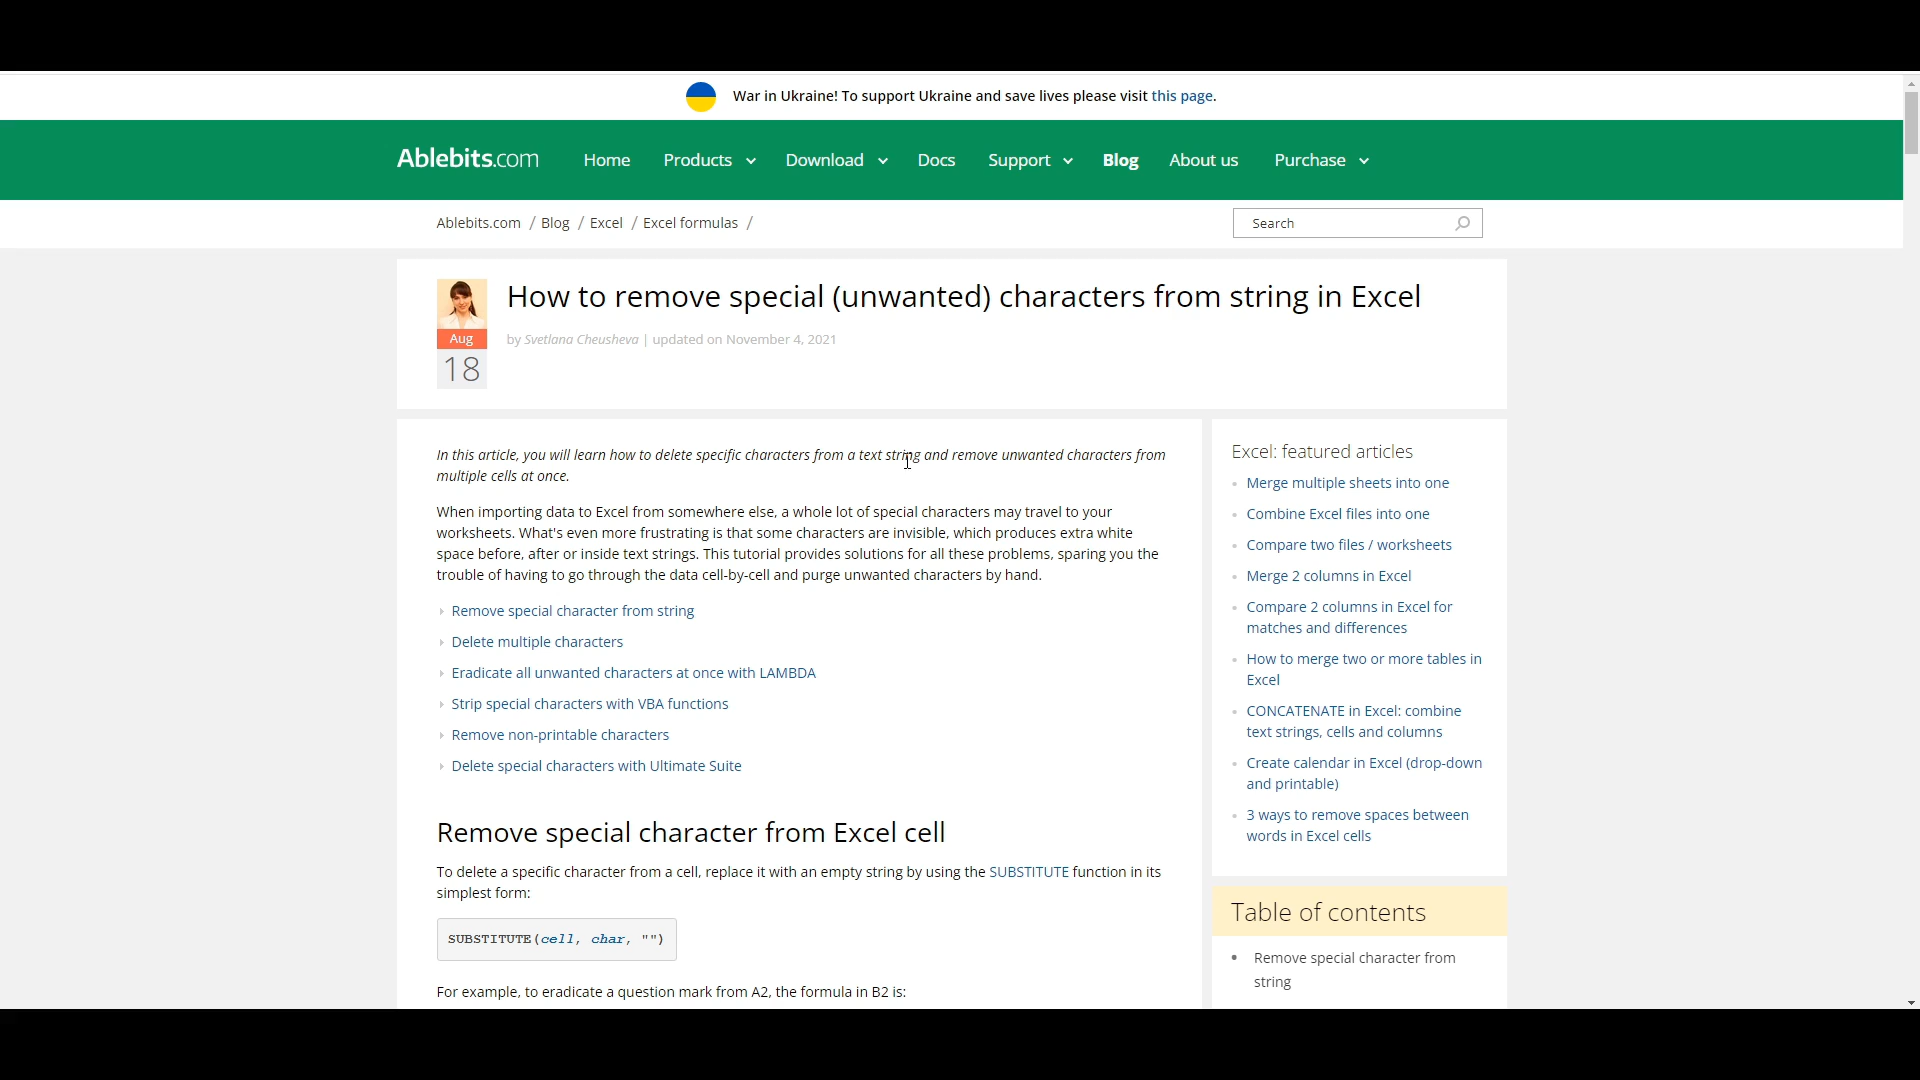 War in Ukraine! To support Ukraine and save lives please visit this page.
Ablebits.com Home Products Download Docs Support Blog About us Purchase
Ablebits.com / Blog / Excel / Excel formulas /
Search
How to remove special (unwanted) characters from string in Excel
by Svetlana Cheusheva | updated on November 4, 2021
Aug
18
In this article, you will learn how to delete specific characters from a text string and remove unwanted characters from
multiple cells at once.
When importing data to Excel from somewhere else, a whole lot of special characters may travel to your
worksheets. What's even more frustrating is that some characters are invisible, which produces extra white
space before, after or inside text strings. This tutorial provides solutions for all these problems, sparing you the
trouble of having to go through the data cell-by-cell and purge unwanted characters by hand.
Remove special character from string
Delete multiple characters
Eradicate all unwanted characters at once with LAMBDA
Strip special characters with VBA functions
Remove non-printable characters
Delete special characters with Ultimate Suite
Remove special character from Excel cell
To delete a specific character from a cell, replace it with an empty string by using the SUBSTITUTE function in its
simplest form:
SUBSTITUTE(cell, char, "")
For example, to eradicate a question mark from A2, the formula in B2 is:
Excel: featured articles
Merge multiple sheets into one
Combine Excel files into one
Compare two files / worksheets
Merge 2 columns in Excel
Compare 2 columns in Excel for
matches and differences
How to merge two or more tables in
Excel
CONCATENATE in Excel: combine
text strings, cells and columns
Create calendar in Excel (drop-down
and printable)
3 ways to remove spaces between
words in Excel cells
Table of contents
Remove special character from
string